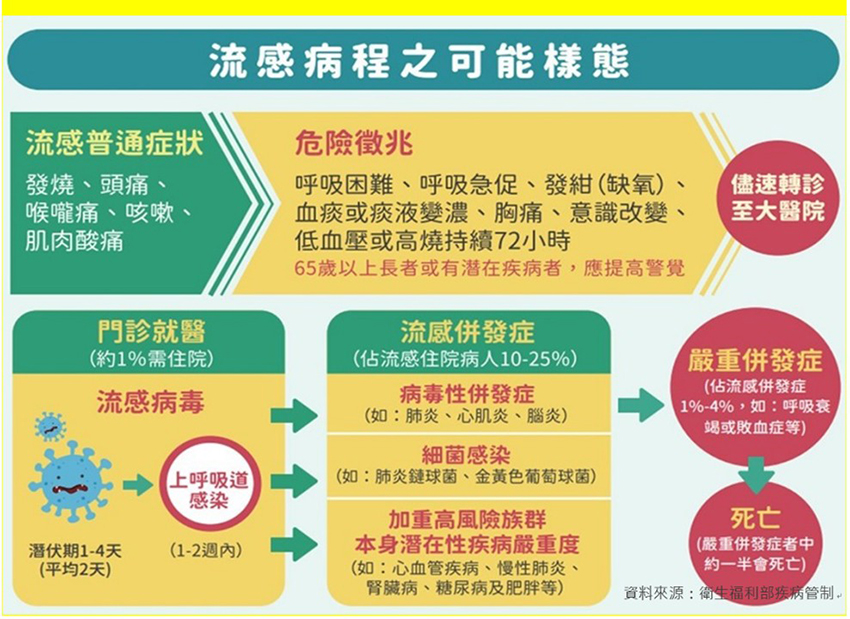 流感病程之可能樣態
流感普通症狀
發燒、頭痛、
喉嚨痛、咳嗽、
肌肉酸痛
危險徵兆
呼吸困難、呼吸急促、發紺(缺氧)、
血痰或痰液變濃、胸痛、意識改變、
低血壓或高燒持續72小時
65歲以上長者或有潛在疾病者，應提高警覺
儘速轉診
至大醫院
門診就醫
(約1%需住院)
流感病毒
上呼吸道
感染
潛伏期1-4天
(平均2天)
(1-2週內)
流感併發症
(佔流感住院病人10-25%)
病毒性併發症
(如：肺炎、心肌炎、腦炎)
細菌感染
(如：肺炎鏈球菌、金黃色葡萄球菌)
加重高風險族群
本身潛在性疾病嚴重度
(如：心血管疾病、慢性肺炎、
腎臟病、糖尿病及肥胖等)
嚴重併發症
(佔流感併發症
1%-4%，如：呼吸衰
竭或敗血症等)
死亡
(嚴重併發症者中
約一半會死亡)
資料來源：衛生福利部疾病管制